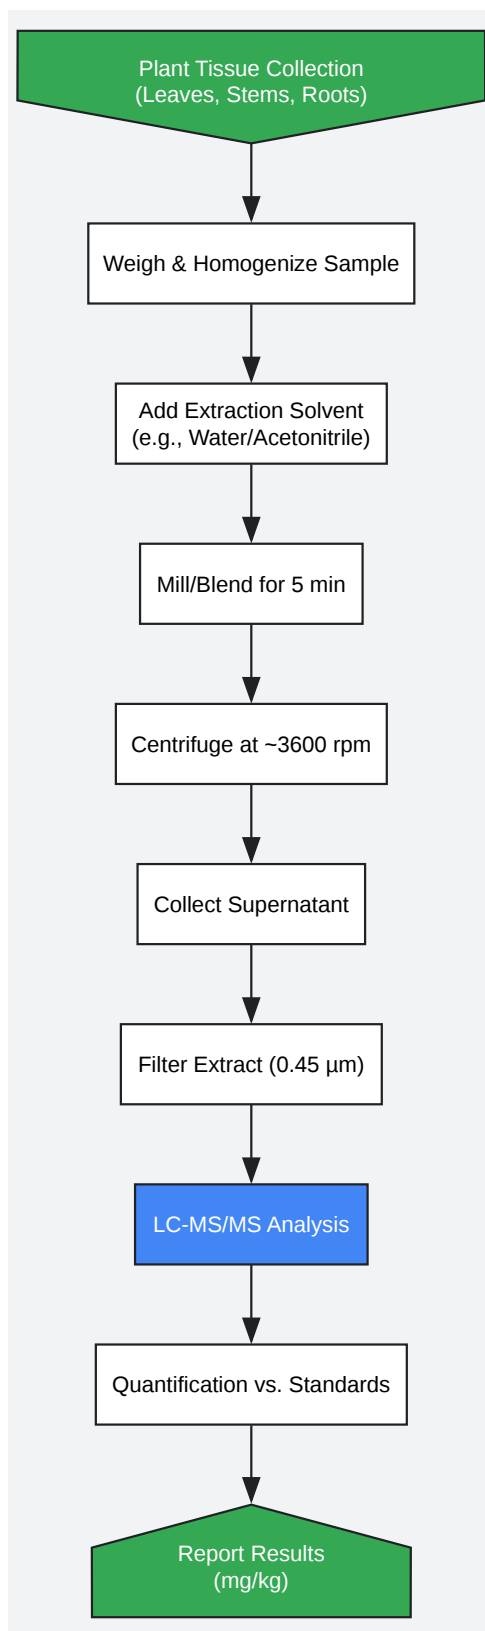 Plant Tissue Collection
(Leaves, Stems, Roots)
Weigh & Homogenize Sample
Add Extraction Solvent
(e.g., Water/Acetonitrile)
Mill/Blend for 5 min
Centrifuge at ~3600 rpm
Collect Supernatant
Filter Extract (0.45 µm)
LC-MS/MS Analysis
Quantification vs. Standards
Report Results
(mg/kg)